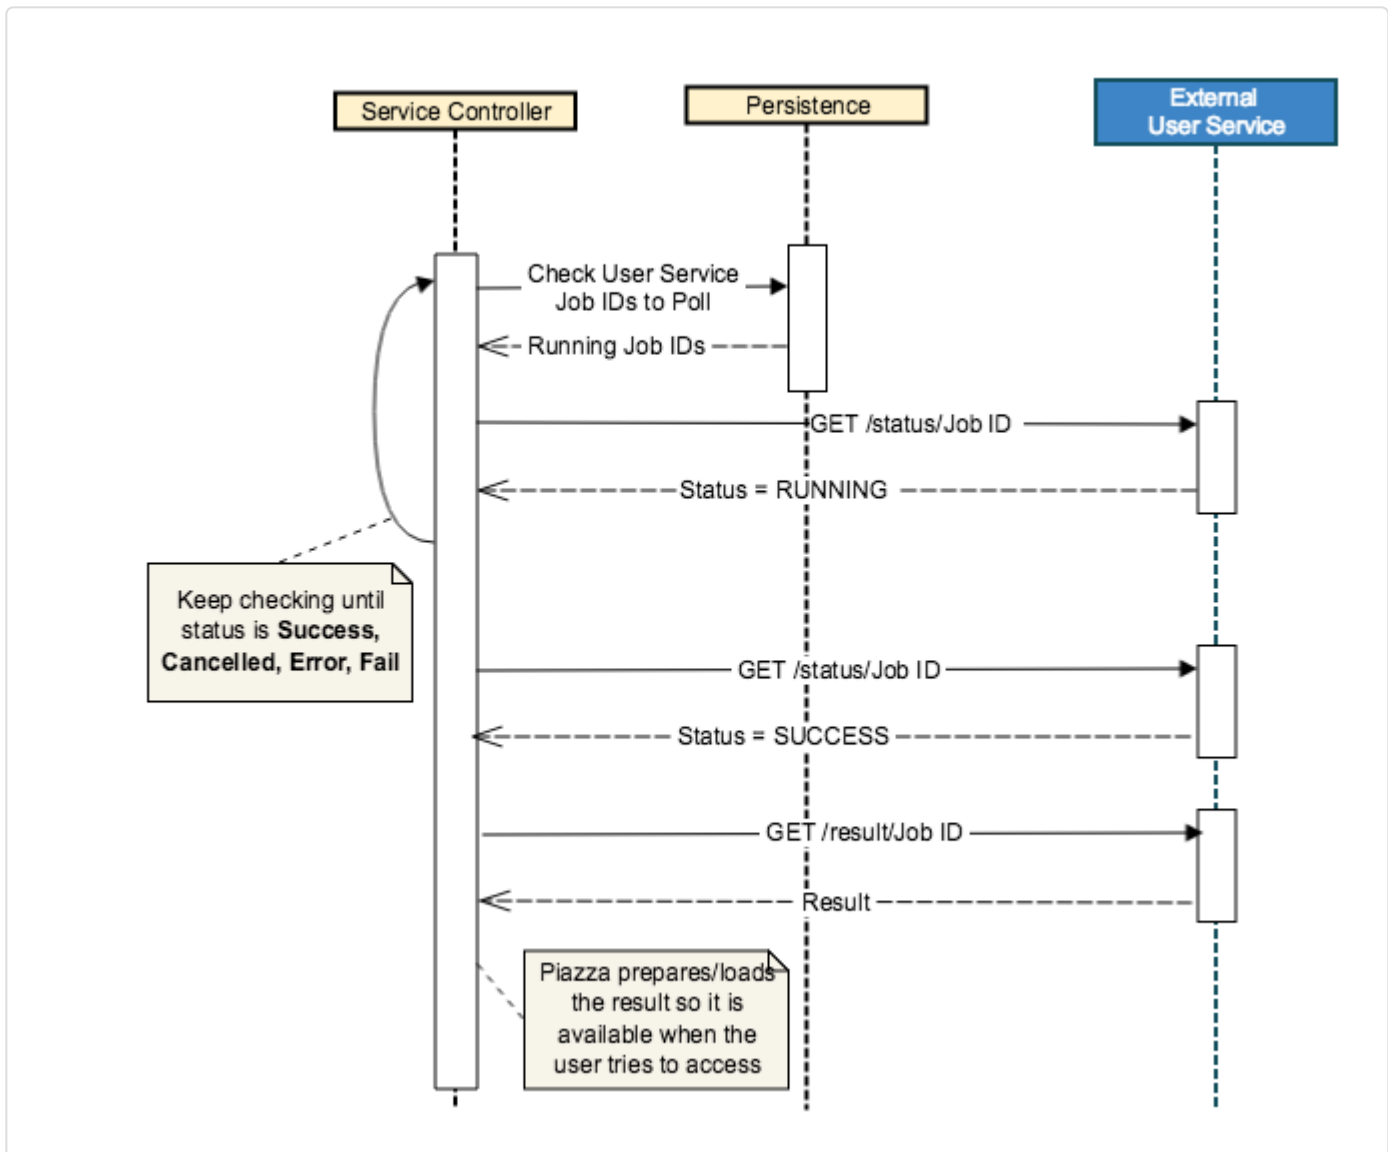 Service Controller
Persistence
External
User Service
Check User Service
Job IDs to Poll
Running Job IDs
GET /status/Job ID
Status = RUNNING
Keep checking until
status is Success,
Cancelled, Error, Fail
GET /status/Job ID
Status = SUCCESS
GET /result/Job ID
Result
Piazza prepares/loads
the result so it is
available when the
user tries to access